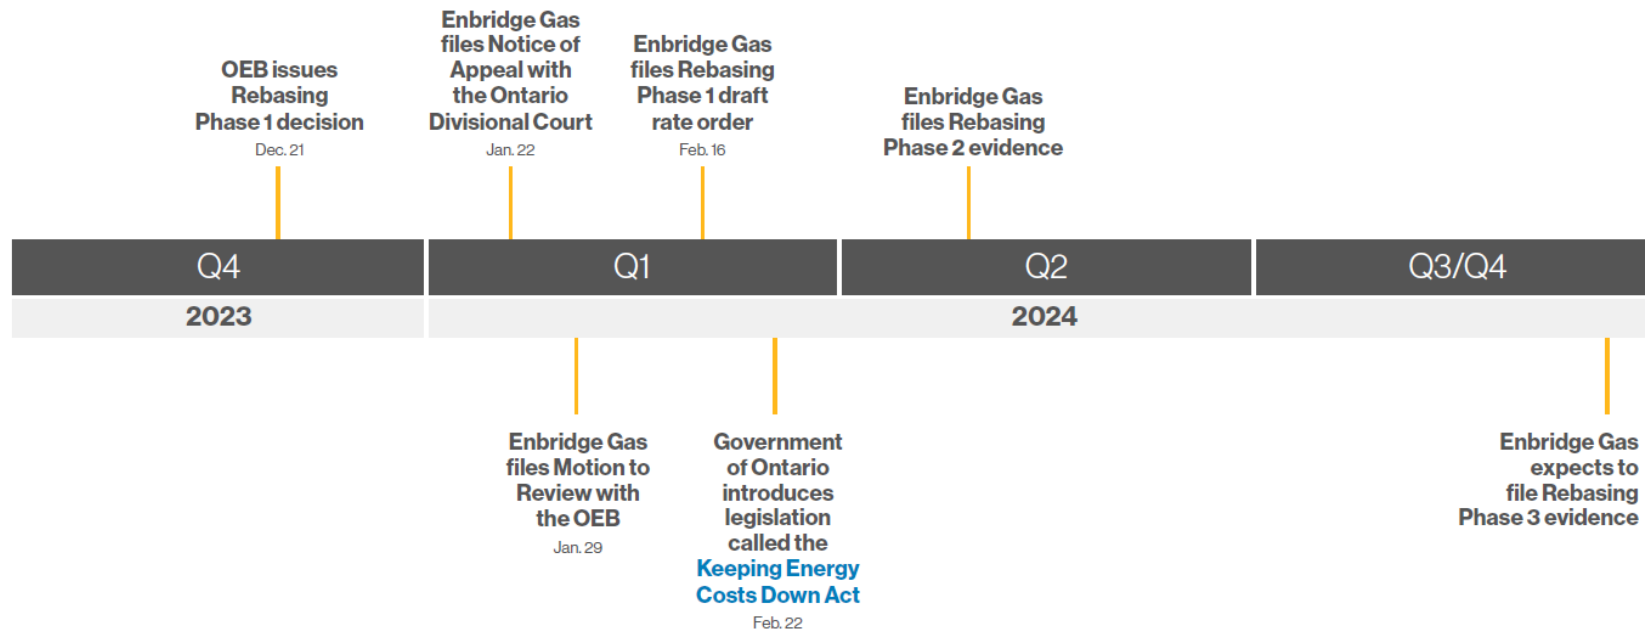 OEB issues
Rebasing
Phase 1 decision
Dec. 21
Enbridge Gas
files Notice of
Appeal with
the Ontario
Divisional Court
Jan. 22
Enbridge Gas
files Rebasing
Phase 1 draft
rate order
Feb. 16
Enbridge Gas
files Rebasing
Phase 2 evidence
Q4
Q1
Q2
Q3/Q4
2023
2024
Enbridge Gas
files Motion to
Review with
the OEB
Jan. 29
Government
of Ontario
introduces
legislation
called the
Keeping Energy
Costs Down Act
Feb. 22
Enbridge Gas
expects to
file Rebasing
Phase 3 evidence